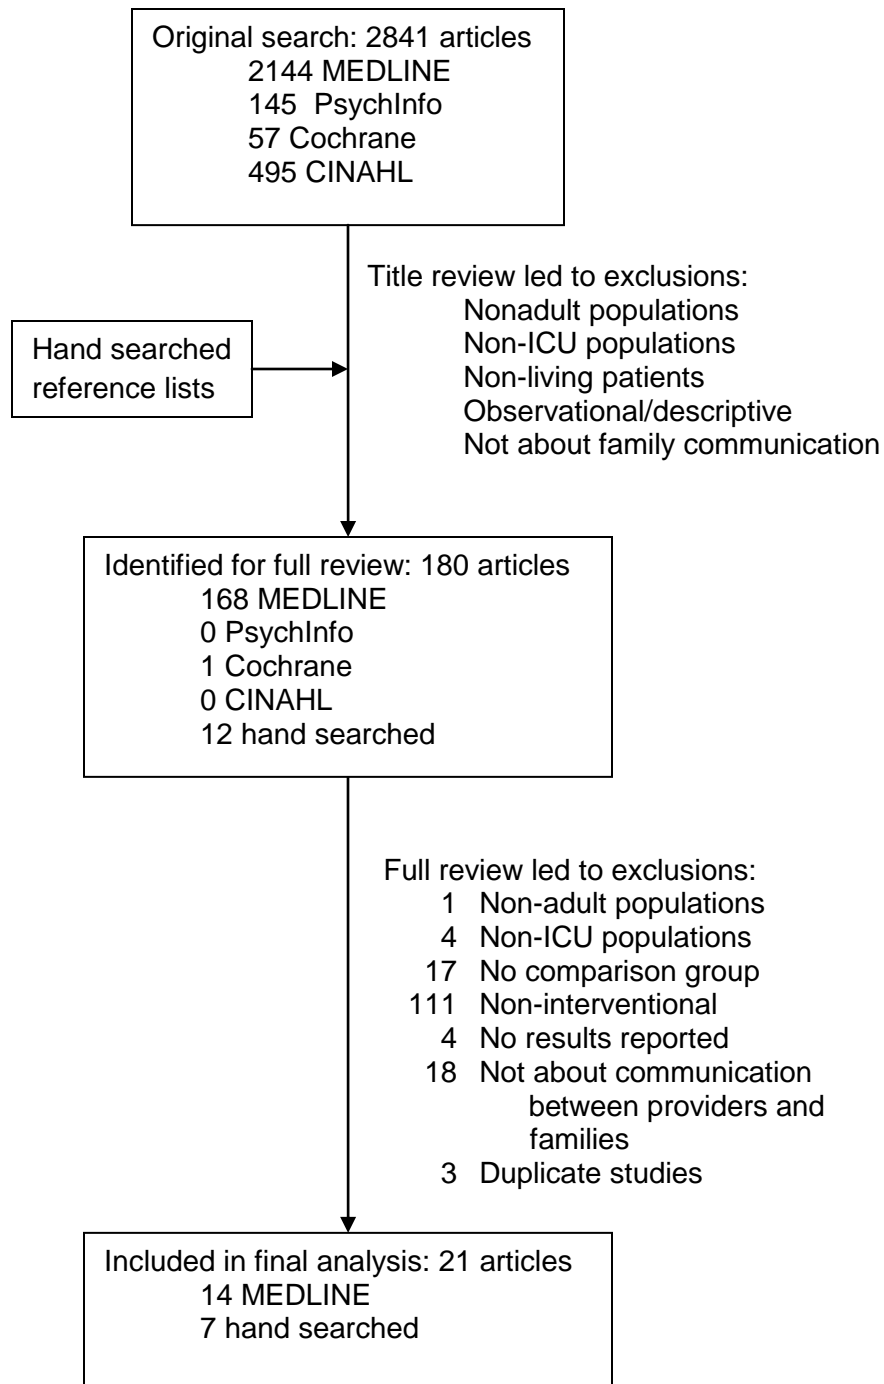 Original search: 2841 articles
2144 MEDLINE
145 PsychInfo
57 Cochrane
495 CINAHL
Title review led to exclusions:
Nonadult populations
Non-ICU populations
Non-living patients
Observational/descriptive
Not about family communication
Hand searched
reference lists
Identified for full review: 180 articles
168 MEDLINE
0 PsychInfo
1 Cochrane
0 CINAHL
12 hand searched
Full review led to exclusions:
1 Non-adult populations
4 Non-ICU populations
17 No comparison group
111 Non-interventional
4 No results reported
18 Not about communication
between providers and
families
3 Duplicate studies
Included in final analysis: 21 articles
14 MEDLINE
7 hand searched